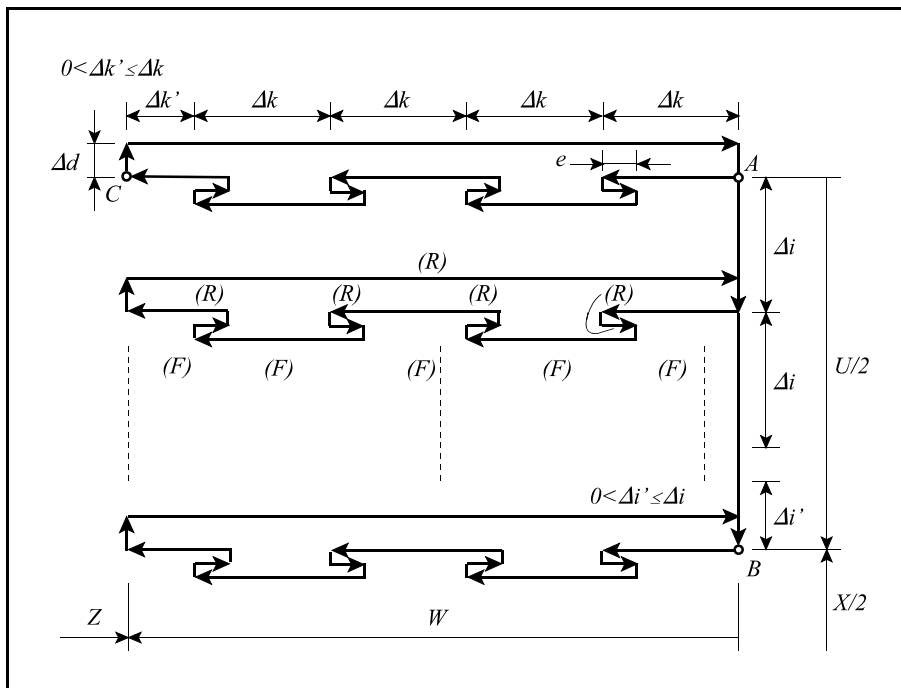 0<Δk’≤Δk
Δk’ Δk Δk Δk Δk
Δd e A
C
Δi
(R)
(R) (R) (R) (R)
(F) (F) (F) (F) (F) U/2
Δi
0<Δi’≤Δi
Δi’
B
Z W X/2